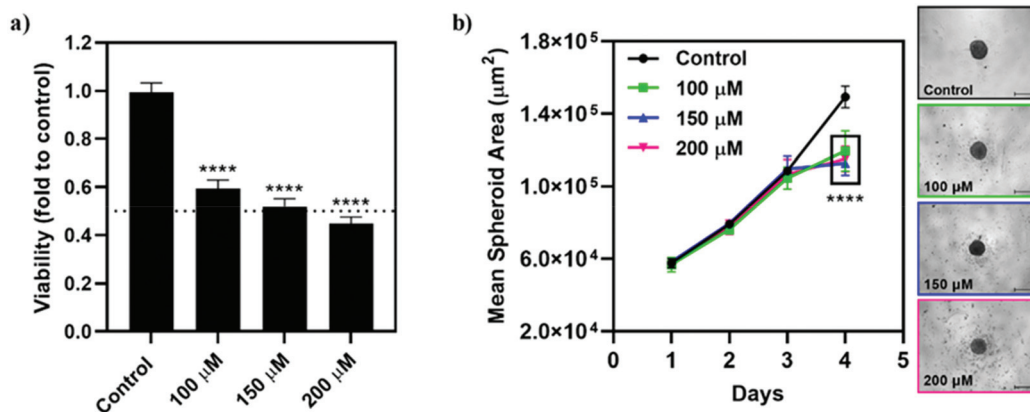 a)
Viability (fold to control)
1.2
1.0
0.8
0.6
0.4
0.2
0.0
****
****
****
Control
100 μM
150 μM
200 μM
b)
Mean Spheroid Area (μm²)
1.8×10⁵
1.4×10⁵
1.0×10⁵
6.0×10⁴
2.0×10⁴
Control
100 μM
150 μM
200 μM
****
0
1
2
3
4
5
Days
Control
100 μM
150 μM
200 μM